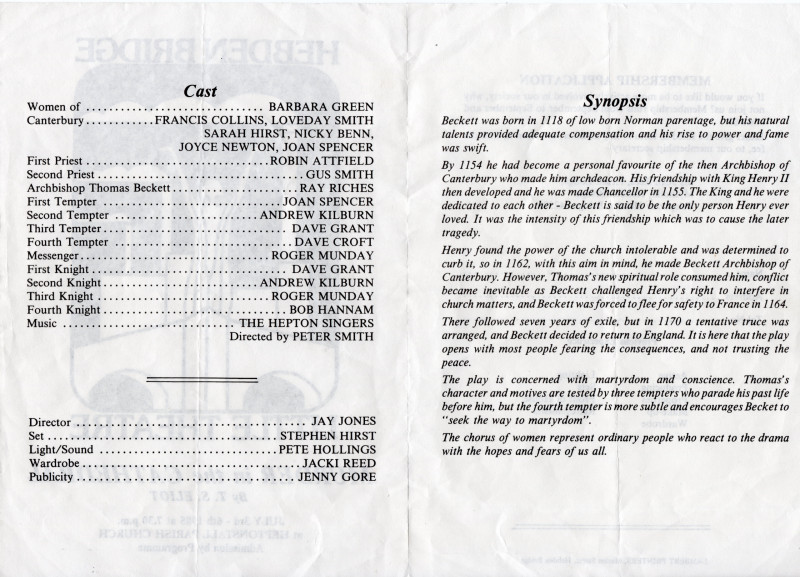 Cast
Women of .............................. BARBARA GREEN
Canterbury ............ FRANCIS COLLINS, LOVEDAY SMITH
SARAH HIRST, NICKY BENN,
JOYCE NEWTON, JOAN SPENCER
First Priest .............................. ROBIN ATTFIELD
Second Priest .............................. GUS SMITH
Archbishop Thomas Beckett .................. RAY RICHES
First Tempter .............................. JOAN SPENCER
Second Tempter .......................... ANDREW KILBURN
Third Tempter .............................. DAVE GRANT
Fourth Tempter .............................. DAVE CROFT
Messenger .............................. ROGER MUNDAY
First Knight .............................. DAVE GRANT
Second Knight .......................... ANDREW KILBURN
Third Knight .......................... ROGER MUNDAY
Fourth Knight .............................. BOB HANNAM
Music .......................... THE HEPTON SINGERS
Directed by PETER SMITH
Director .................................... JAY JONES
Set .................................... STEPHEN HIRST
Light/Sound .............................. PETE HOLLINGS
Wardrobe .................................... JACKI REED
Publicity .................................... JENNY GORE
Synopsis
Beckett was born in 1118 of low born Norman parentage, but his natural
talents provided adequate compensation and his rise to power and fame
was swift.
By 1154 he had become a personal favourite of the then Archbishop of
Canterbury who made him archdeacon. His friendship with King Henry II
then developed and he was made Chancellor in 1155. The King and he were
dedicated to each other - Beckett is said to be the only person Henry ever
loved. It was the intensity of this friendship which was to cause the later
tragedy.
Henry found the power of the church intolerable and was determined to
curb it, so in 1162, with this aim in mind, he made Beckett Archbishop of
Canterbury. However, Thomas's new spiritual role consumed him, conflict
became inevitable as Beckett challenged Henry's right to interfere in
church matters, and Beckett was forced to flee for safety to France in 1164.
There followed seven years of exile, but in 1170 a tentative truce was
arranged, and Beckett decided to return to England. It is here that the play
opens with most people fearing the consequences, and not trusting the
peace.
The play is concerned with martyrdom and conscience. Thomas's
character and motives are tested by three tempters who parade his past life
before him, but the fourth tempter is more subtle and encourages Becket to
"seek the way to martyrdom".
The chorus of women represent ordinary people who react to the drama
with the hopes and fears of us all.